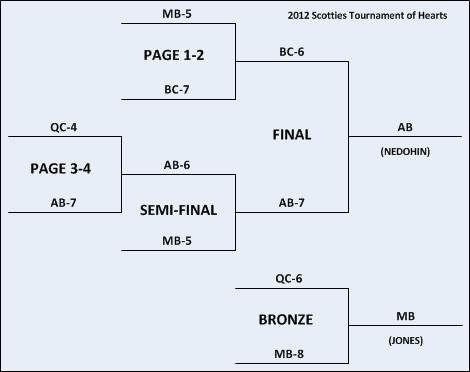 MB-5
2012 Scotties Tournament of Hearts
PAGE 1-2
BC-6
BC-7
QC-4
FINAL
AB
(NEDOHIN)
PAGE 3-4
AB-6
AB-7
SEMI-FINAL
AB-7
MB-5
QC-6
BRONZE
MB
(JONES)
MB-8